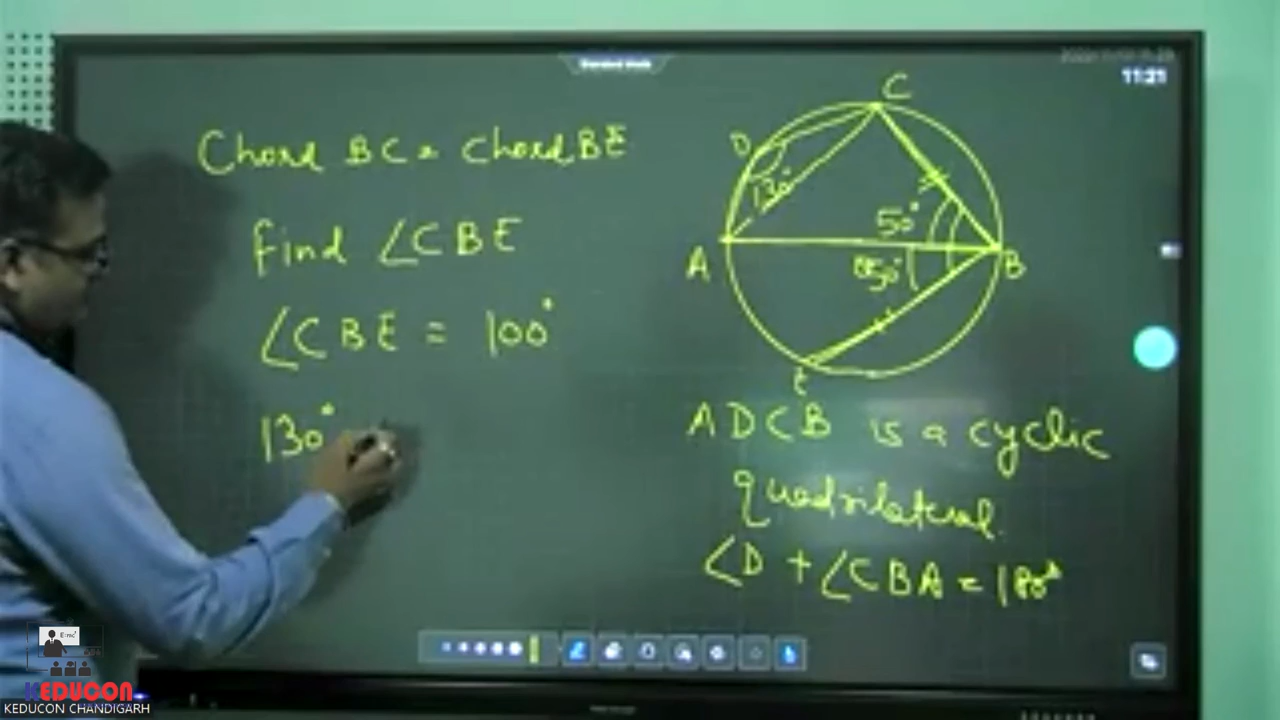 Chord BC = Chord BE
find ∠CBE
∠CBE = 100°
130°
C
D
130°
50°
A
B
50°
E
ADCB is a cyclic
quadrilateral.
∠D + ∠CBA = 180°
11:21
KEDUCON
KEDUCON CHANDIGARH